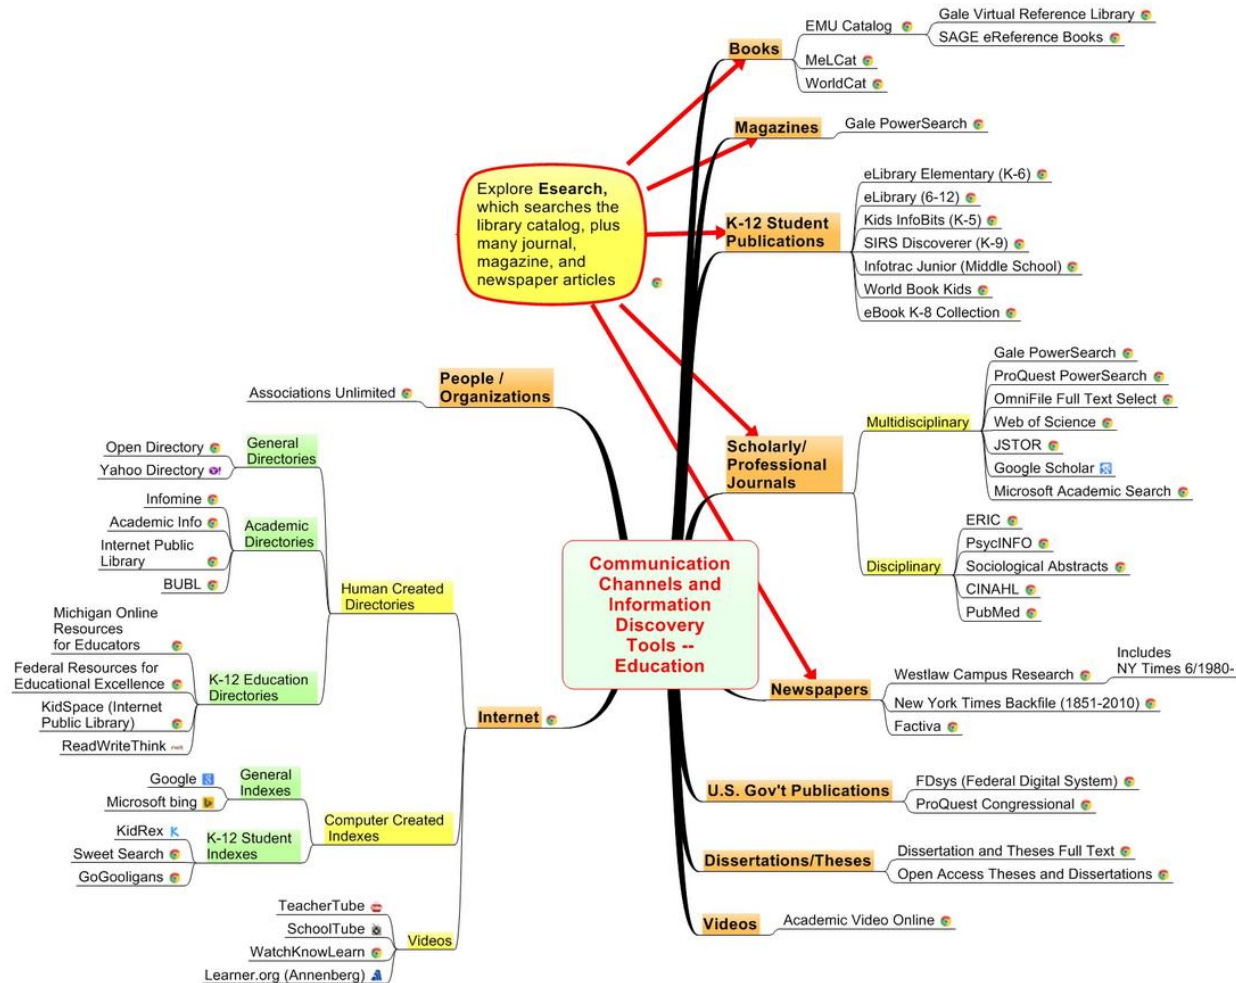 Books
EMU Catalog
Gale Virtual Reference Library
SAGE eReference Books
MeLCat
WorldCat
Magazines
Gale PowerSearch
Explore Esearch,
which searches the
library catalog, plus
many journal,
magazine, and
newspaper articles
K-12 Student
Publications
eLibrary Elementary (K-6)
eLibrary (6-12)
Kids InfoBits (K-5)
SIRS Discoverer (K-9)
Infotrac Junior (Middle School)
World Book Kids
eBook K-8 Collection
People /
Organizations
Associations Unlimited
Scholarly/
Professional
Journals
Multidisciplinary
Gale PowerSearch
ProQuest PowerSearch
OmniFile Full Text Select
Web of Science
JSTOR
Google Scholar
Microsoft Academic Search
Disciplinary
ERIC
PsycINFO
Sociological Abstracts
CINAHL
PubMed
Communication
Channels and
Information
Discovery
Tools --
Education
Newspapers
Westlaw Campus Research
Includes
NY Times 6/1980-
New York Times Backfile (1851-2010)
Factiva
U.S. Gov't Publications
FDsys (Federal Digital System)
ProQuest Congressional
Dissertations/Theses
Dissertation and Theses Full Text
Open Access Theses and Dissertations
Videos
Academic Video Online
Internet
Human Created
Directories
General
Directories
Open Directory
Yahoo Directory
Academic
Directories
Infomine
Academic Info
Internet Public
Library
BUBL
K-12 Education
Directories
Michigan Online
Resources
for Educators
Federal Resources for
Educational Excellence
KidSpace (Internet
Public Library)
ReadWriteThink
Computer Created
Indexes
General
Indexes
Google
Microsoft bing
K-12 Student
Indexes
KidRex
Sweet Search
GoGooligans
Videos
TeacherTube
SchoolTube
WatchKnowLearn
Learner.org (Annenberg)